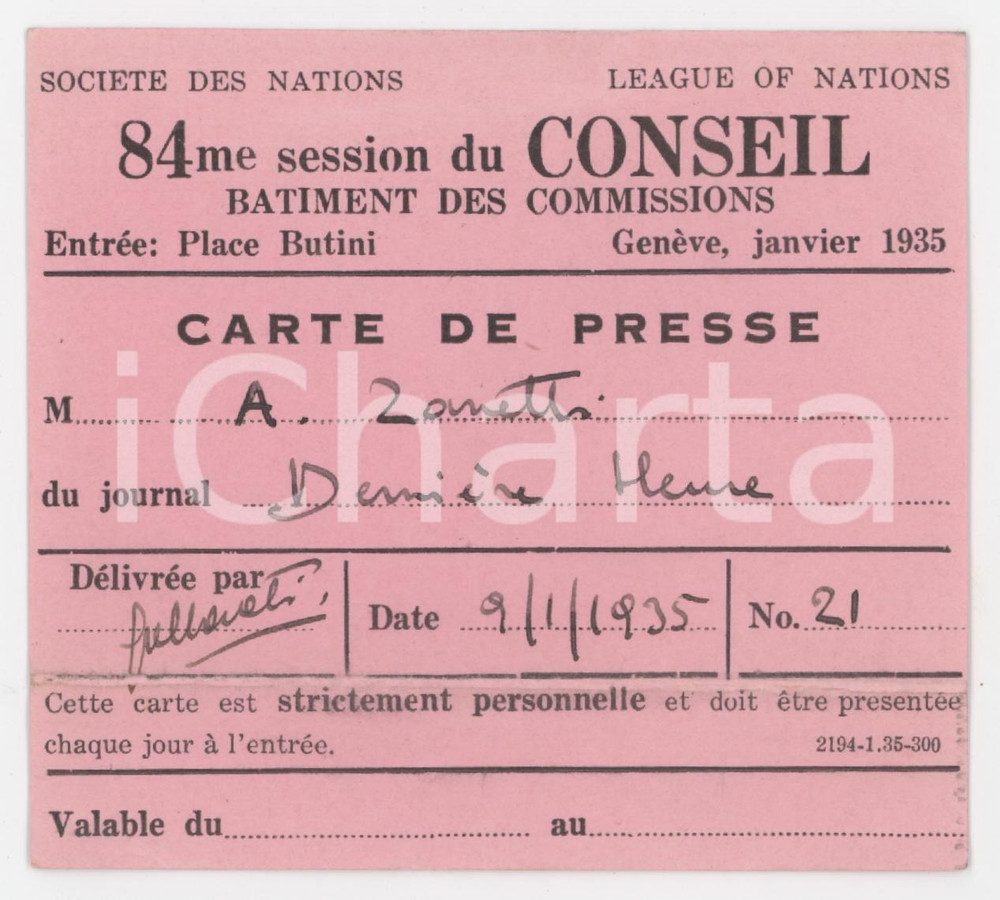 SOCIETE DES NATIONS LEAGUE OF NATIONS
84me session du CONSEIL
BATIMENT DES COMMISSIONS
Entrée: Place Butini Genève, janvier 1935
CARTE DE PRESSE
M. A. Zanetti
du journal Dernière Heure
iCharta
Délivrée par
Date 9/1/1935 No. 21
Cette carte est strictement personnelle et doit être presentée
chaque jour à l'entrée. 2194-1.35-300
Valable du au